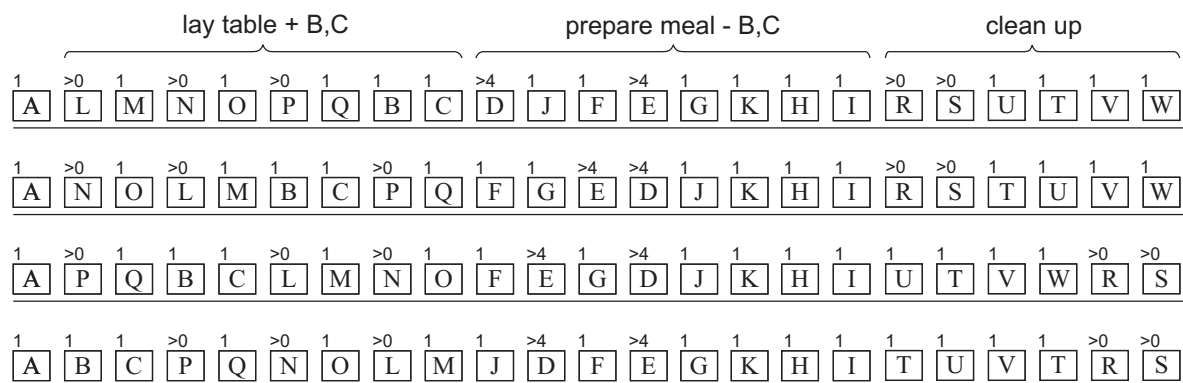 lay table + B,C prepare meal - B,C clean up
1 >0 1 >0 1 >0 1 1 1 >4 1 1 >4 1 1 1 1 >0 >0 1 1 1 1
A L M N O P Q B C D J F E G K H I R S U T V W
1 >0 1 >0 1 1 1 >0 1 1 1 >4 >4 1 1 1 1 >0 >0 1 1 1 1
A N O L M B C P Q F G E D J K H I R S T U V W
1 >0 1 1 1 >0 1 >0 1 1 >4 1 >4 1 1 1 1 1 1 1 1 >0 >0
A P Q B C L M N O F E G D J K H I U T V W R S
1 1 1 >0 1 >0 1 >0 1 1 >4 1 >4 1 1 1 1 1 1 1 1 >0 >0
A B C P Q N O L M J D F E G K H I T U V T R S